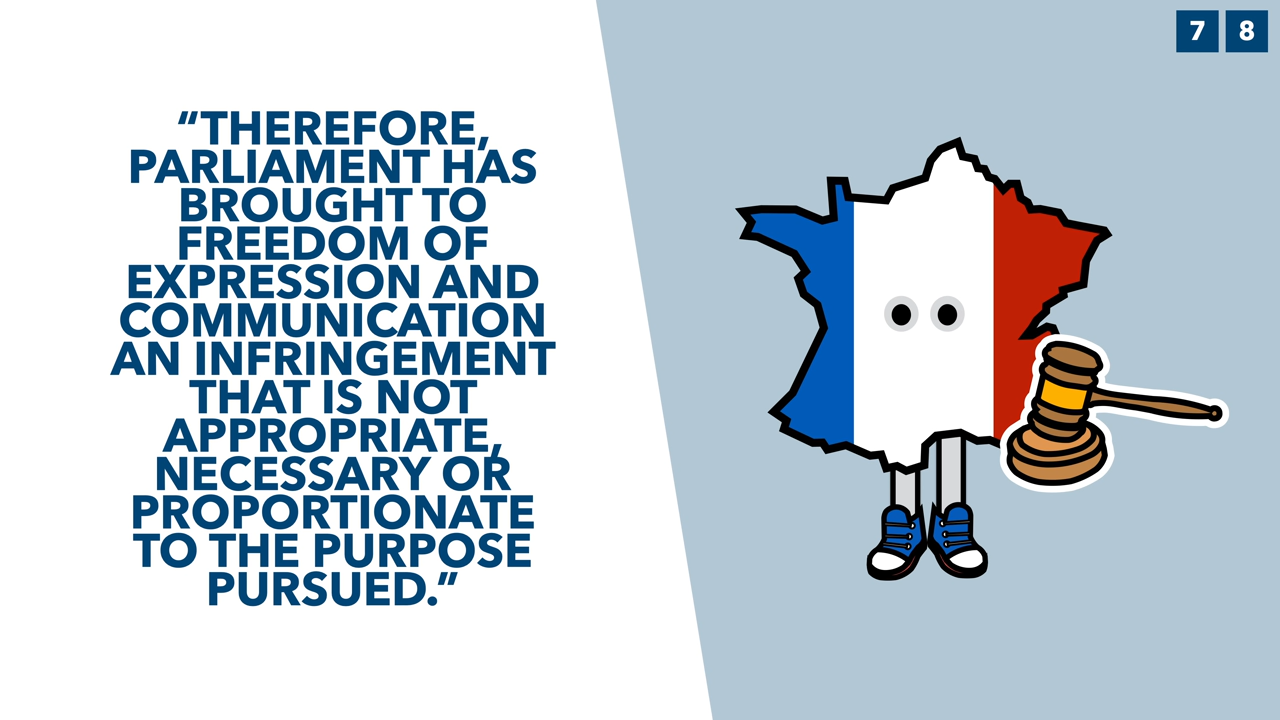 “THEREFORE,
PARLIAMENT HAS
BROUGHT TO
FREEDOM OF
EXPRESSION AND
COMMUNICATION
AN INFRINGEMENT
THAT IS NOT
APPROPRIATE,
NECESSARY OR
PROPORTIONATE
TO THE PURPOSE
PURSUED.”
7 8